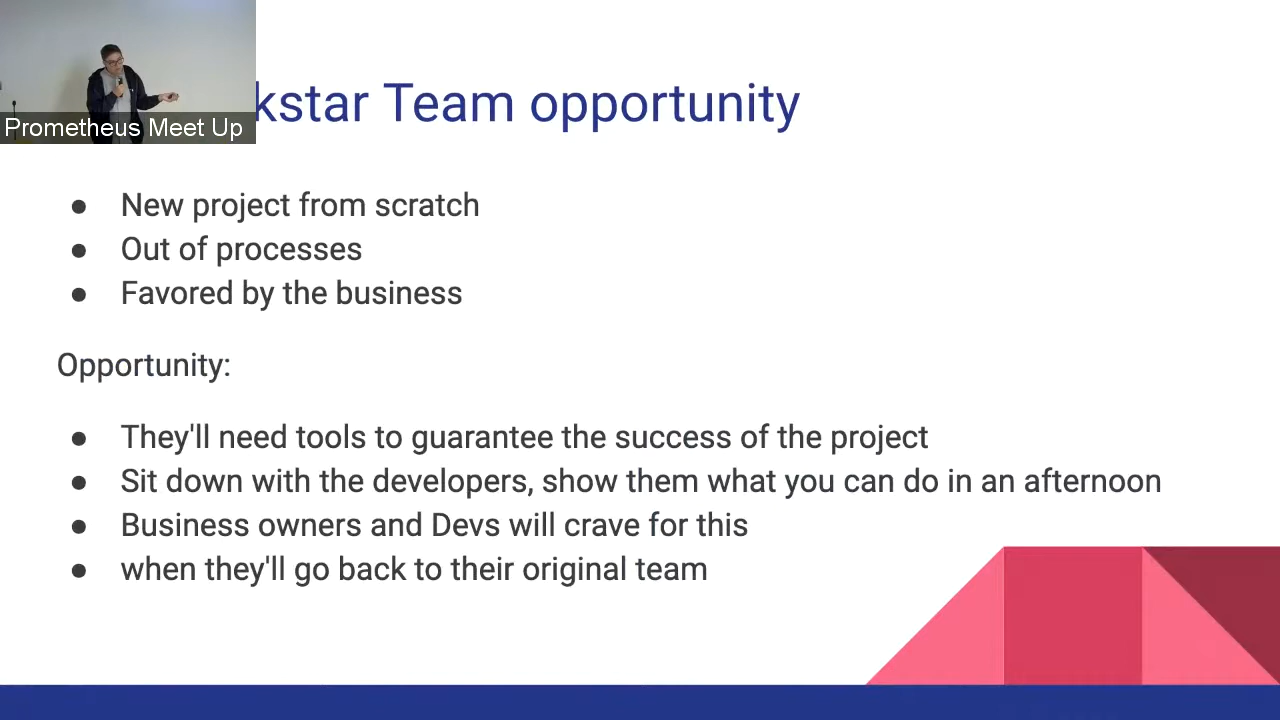 kstar Team opportunity
Prometheus Meet Up
● New project from scratch
● Out of processes
● Favored by the business
Opportunity:
● They'll need tools to guarantee the success of the project
● Sit down with the developers, show them what you can do in an afternoon
● Business owners and Devs will crave for this
● when they'll go back to their original team